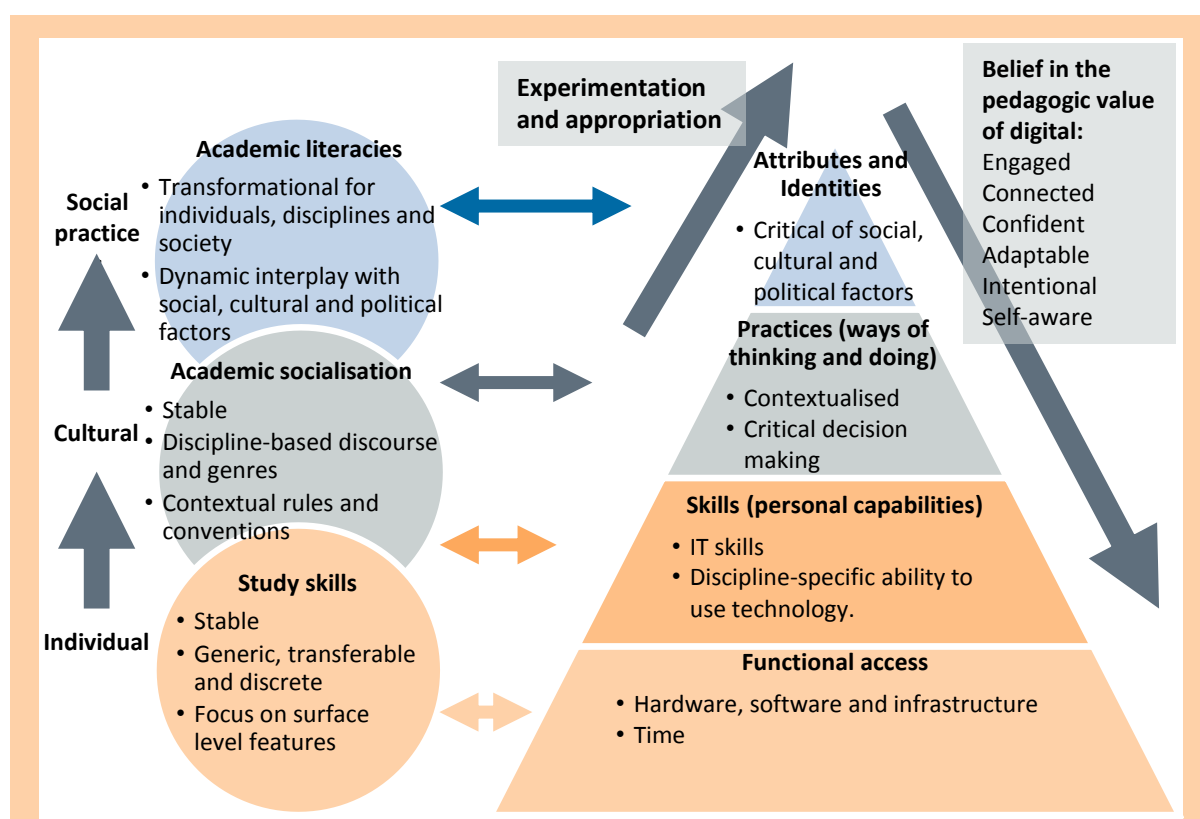 Experimentation
and appropriation
Belief in the
pedagogic value
of digital:
Engaged
Connected
Confident
Adaptable
Intentional
Self-aware
Social
practice
Cultural
Individual
Academic literacies
• Transformational for
individuals, disciplines and
society
• Dynamic interplay with
social, cultural and political
factors
Academic socialisation
• Stable
• Discipline-based discourse
and genres
• Contextual rules and
conventions
Study skills
• Stable
• Generic, transferable
and discrete
• Focus on surface
level features
Attributes and
Identities
• Critical of social,
cultural and
political factors
Practices (ways of
thinking and doing)
• Contextualised
• Critical decision
making
Skills (personal capabilities)
• IT skills
• Discipline-specific ability to
use technology.
Functional access
• Hardware, software and infrastructure
• Time